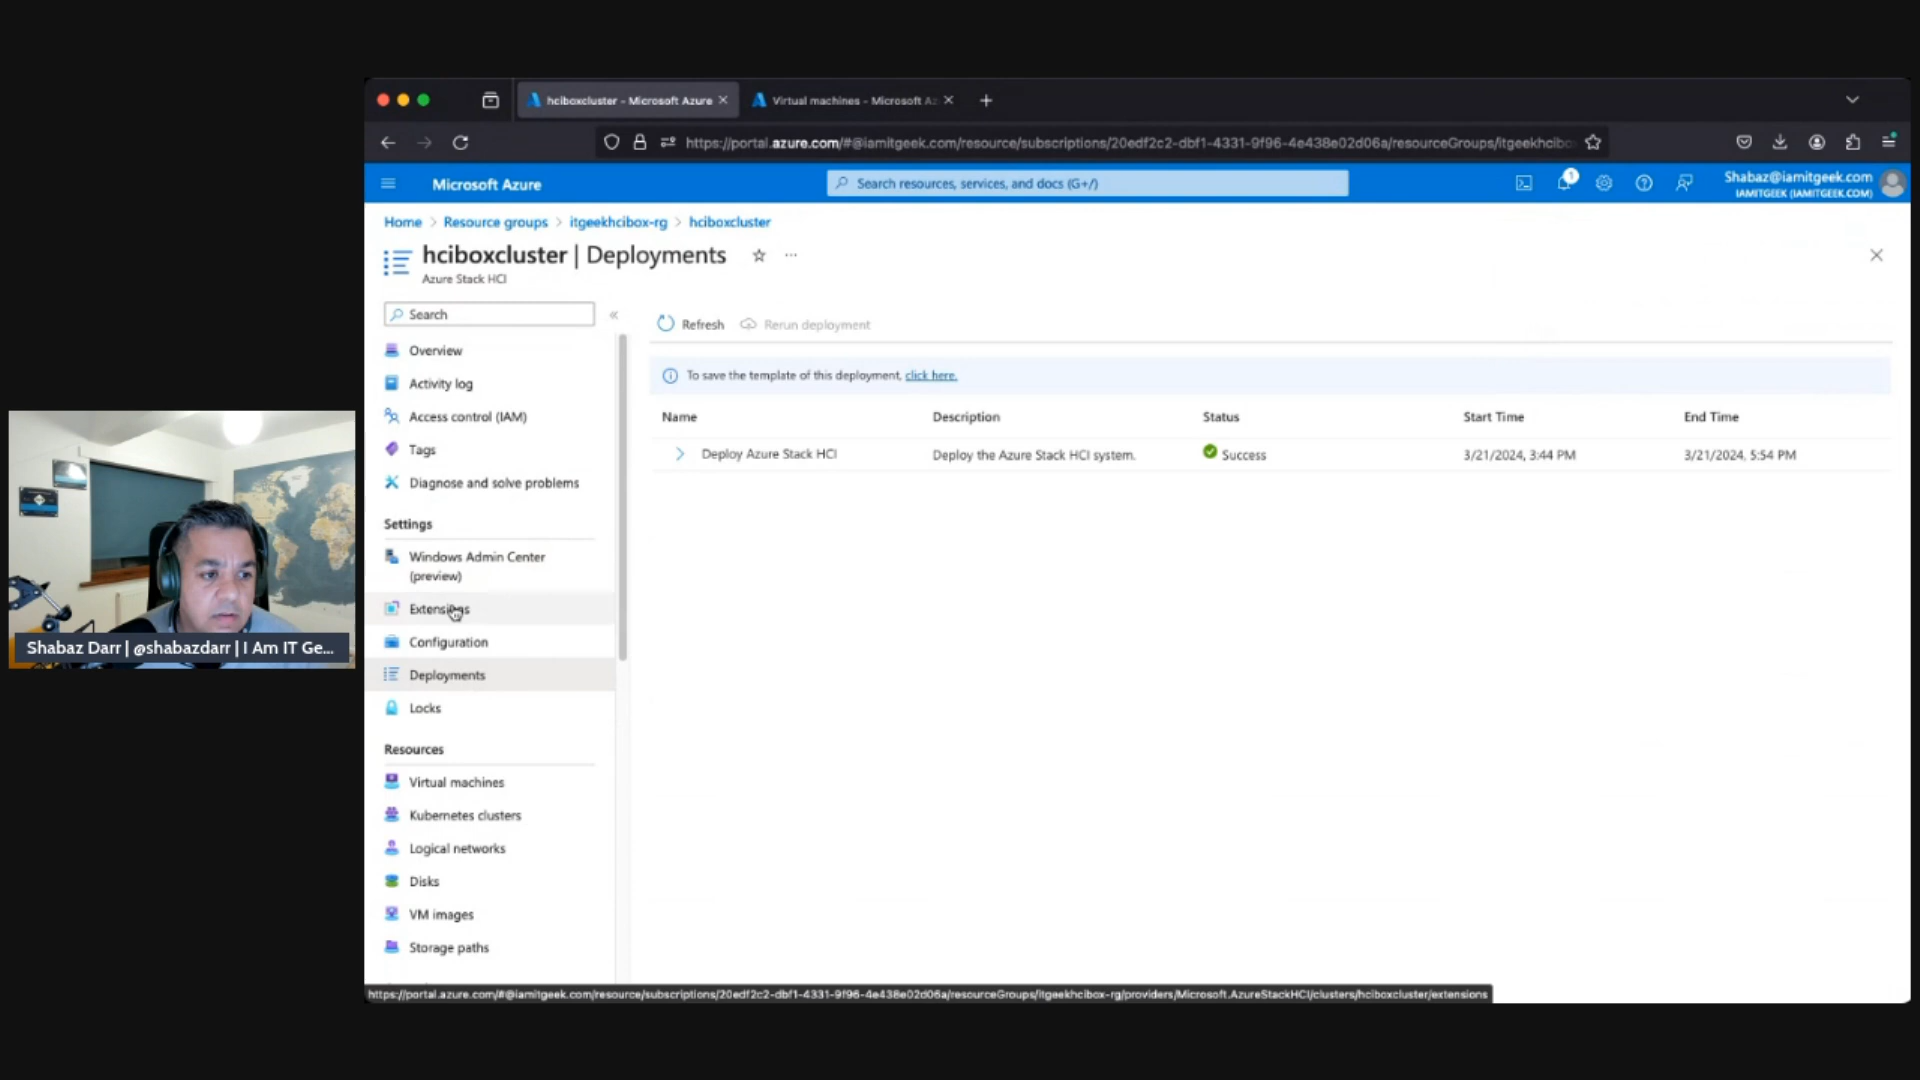 hciboxcluster - Microsoft Azure
Virtual machines - Microsoft Az
https://portal.azure.com/#@iamitgeek.com/resource/subscriptions/20edf2c2-dbf1-4331-9f96-4e438e02d06a/resourceGroups/itgeekhcibo
Microsoft Azure
Search resources, services, and docs (G+/)
1
Shabaz@iamitgeek.com
IAMITGEEK (IAMITGEEK.COM)
Home > Resource groups > itgeekhcibox-rg > hciboxcluster
hciboxcluster | Deployments
Azure Stack HCI
Search
Refresh
Rerun deployment
Overview
Activity log
Access control (IAM)
Tags
Diagnose and solve problems
Settings
Windows Admin Center
(preview)
Extensions
Configuration
Deployments
Locks
Resources
Virtual machines
Kubernetes clusters
Logical networks
Disks
VM images
Storage paths
To save the template of this deployment, click here.
Name Description Status Start Time End Time
Deploy Azure Stack HCI Deploy the Azure Stack HCI system. Success 3/21/2024, 3:44 PM 3/21/2024, 5:54 PM
https://portal.azure.com/#@iamitgeek.com/resource/subscriptions/20edf2c2-dbf1-4331-9f96-4e438e02d06a/resourceGroups/itgeekhcibox-rg/providers/Microsoft.AzureStackHCI/clusters/hciboxcluster/extensions
Shabaz Darr | @shabazdarr | I Am IT Ge...